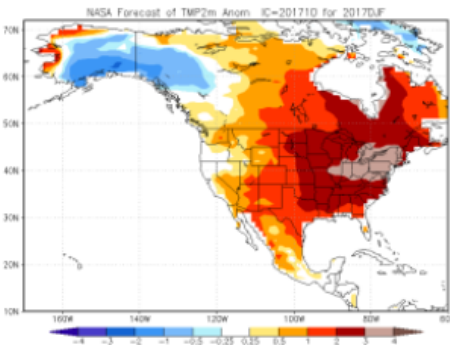 NASA Forecast of TMP2m Anom IC=201710 for 2017DJF
70N
60N
50N
40N
30N
20N
10N
160W 140W 120W 100W 80W 60
-4 -3 -2 -1 -0.5 -0.25 0.25 0.5 1 2 3 4